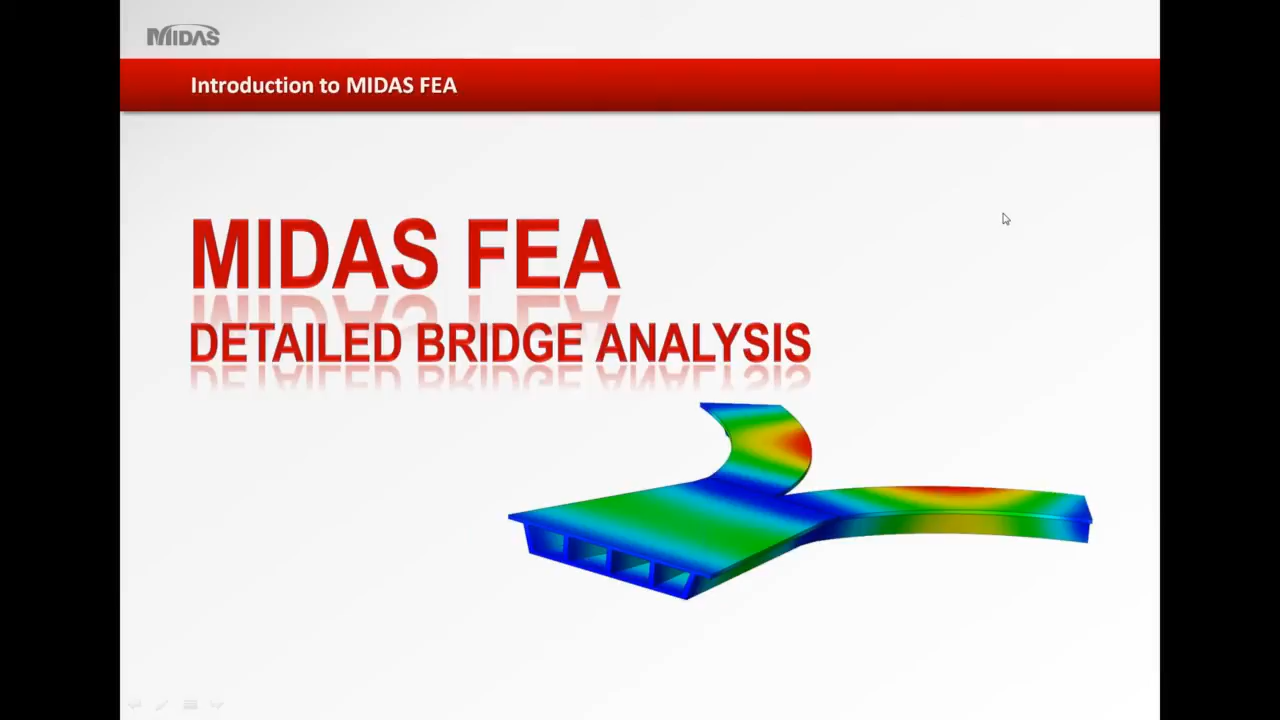 MIDAS
Introduction to MIDAS FEA
MIDAS FEA
DETAILED BRIDGE ANALYSIS